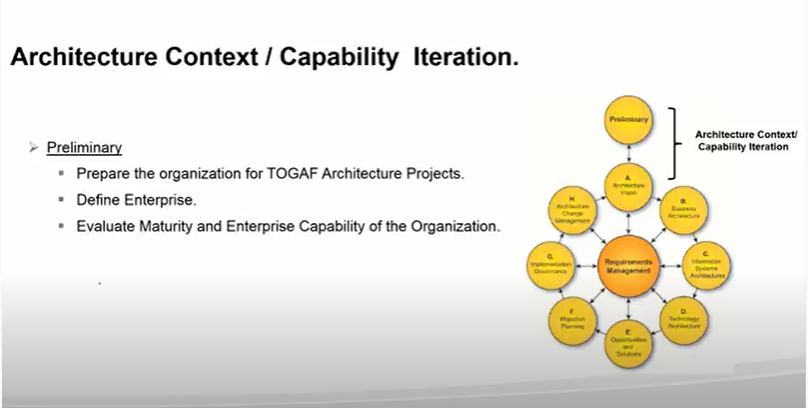 Architecture Context / Capability Iteration.
Preliminary
Prepare the organization for TOGAF Architecture Projects.
Define Enterprise.
Evaluate Maturity and Enterprise Capability of the Organization.
Preliminary
Architecture Context/
Capability Iteration
A.
Architecture
Vision
B.
Business
Architecture
C.
Information
Systems
Architectures
D.
Technology
Architecture
E.
Opportunities
and
Solutions
F.
Migration
Planning
G.
Implementation
Governance
H.
Architecture
Change
Management
Requirements
Management